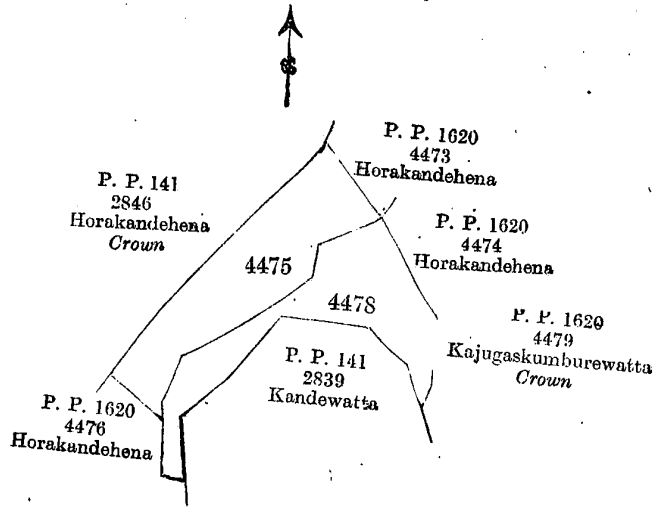 P. P. 1620
4473
Horakandehena
P. P. 141
2846
Horakandehena
Crown
P. P. 1620
4474
Horakandehena
4475
4478
P. P. 1620
4479
Kajugaskumburewatta
Crown
P. P. 141
2839
Kandewatta
P. P. 1620
4476
Horakandehena